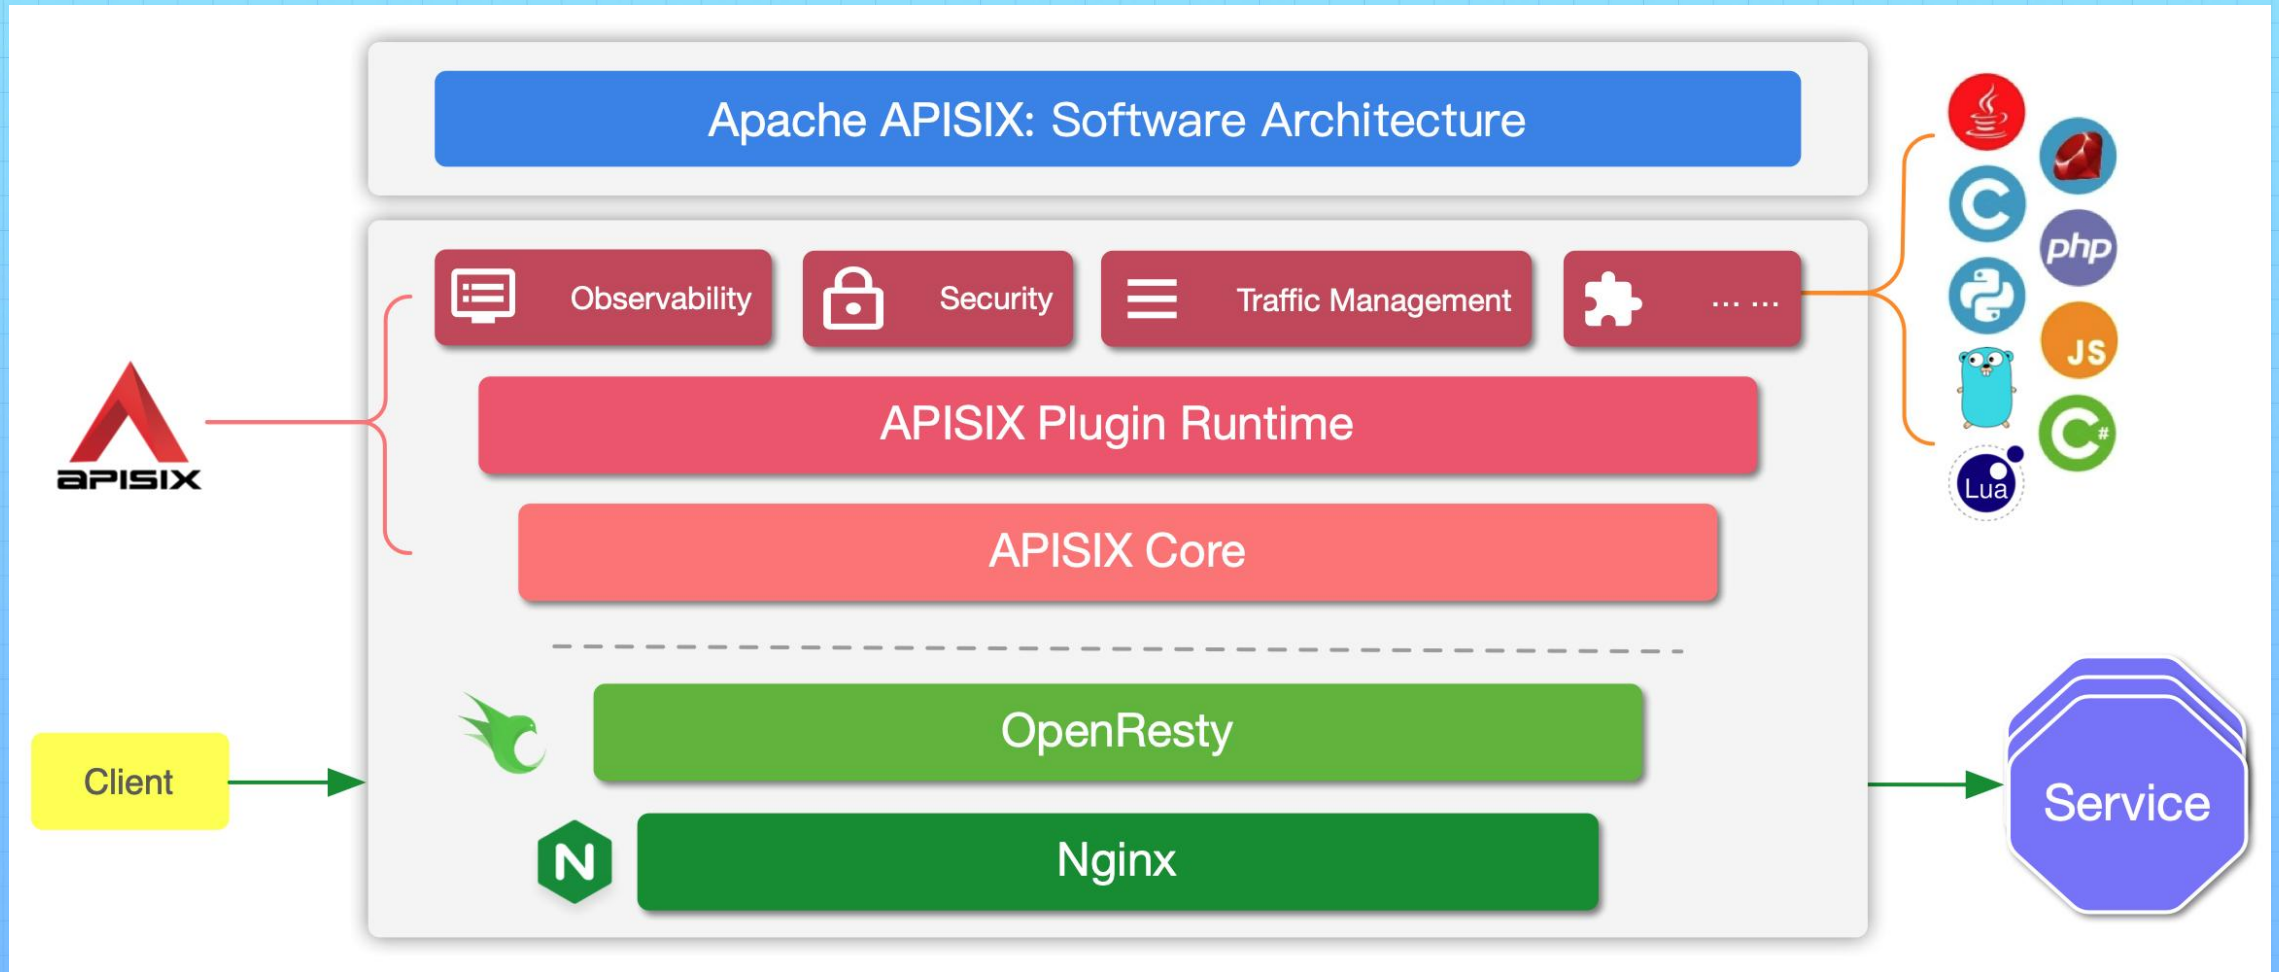 Apache APISIX: Software Architecture
Observability
Security
Traffic Management
... ...
APISIX Plugin Runtime
APISIX Core
OpenResty
Nginx
N
APISIX
Client
Service
C
php
JS
C#
Lua